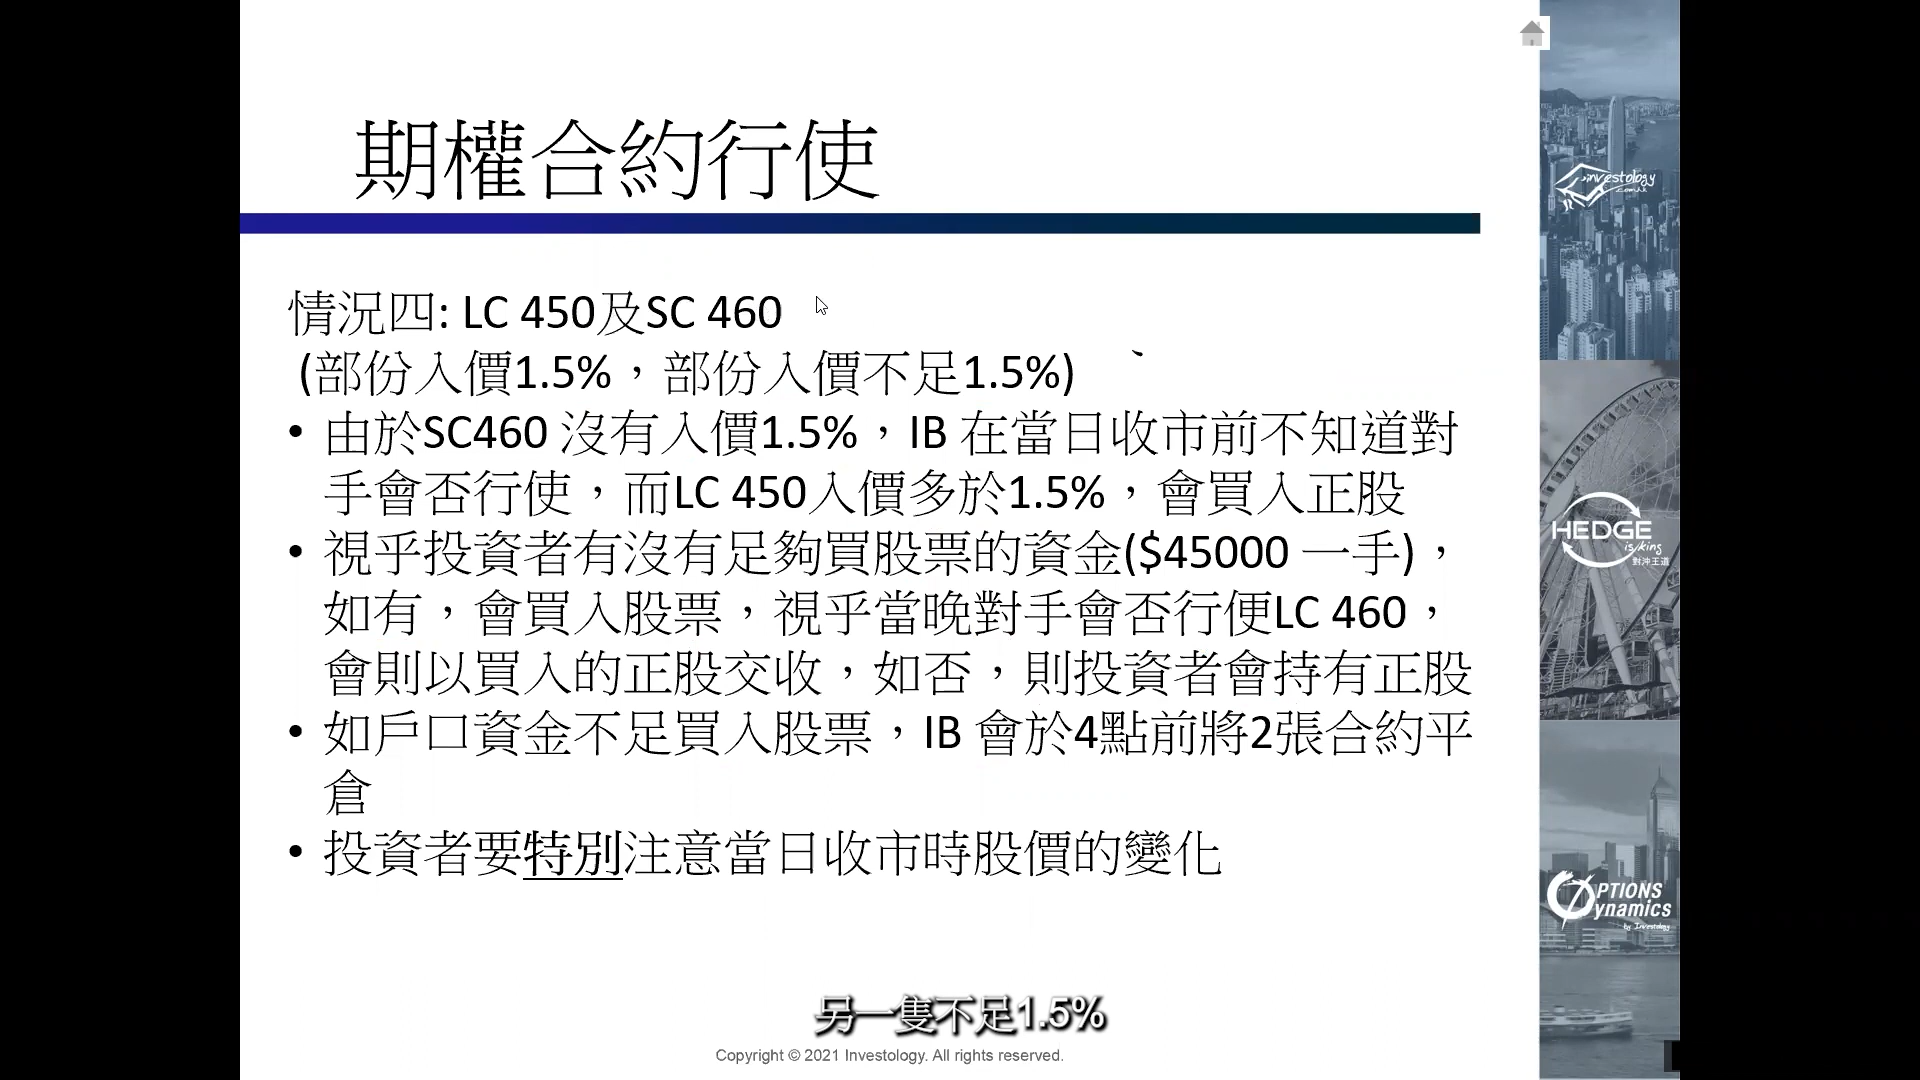 期權合約行使
情況四: LC 450及SC 460
(部份入價1.5%，部份入價不足1.5%)
• 由於SC460 沒有入價1.5%，IB 在當日收市前不知道對
手會否行使，而LC 450入價多於1.5%，會買入正股
• 視乎投資者有沒有足夠買股票的資金($45000 一手)，
如有，會買入股票，視乎當晚對手會否行便LC 460，
會則以買入的正股交收，如否，則投資者會持有正股
• 如戶口資金不足買入股票，IB 會於4點前將2張合約平
倉
• 投資者要特別注意當日收市時股價的變化
另一隻不足1.5%
Copyright © 2021 Investology. All rights reserved.
investology
.com.hk
HEDGE
is king
對沖王道
OPTIONS
Dynamics
by Investology